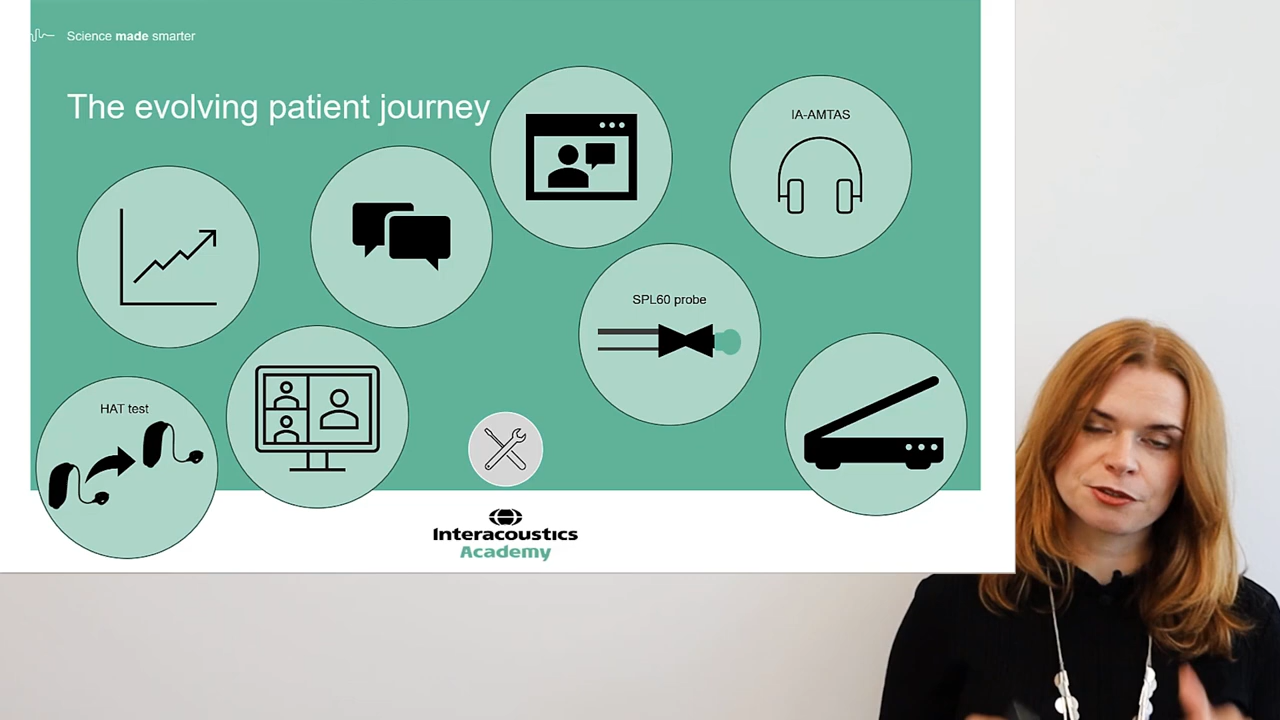 Science made smarter
The evolving patient journey
IA-AMTAS
SPL60 probe
HAT test
Interacoustics
Academy